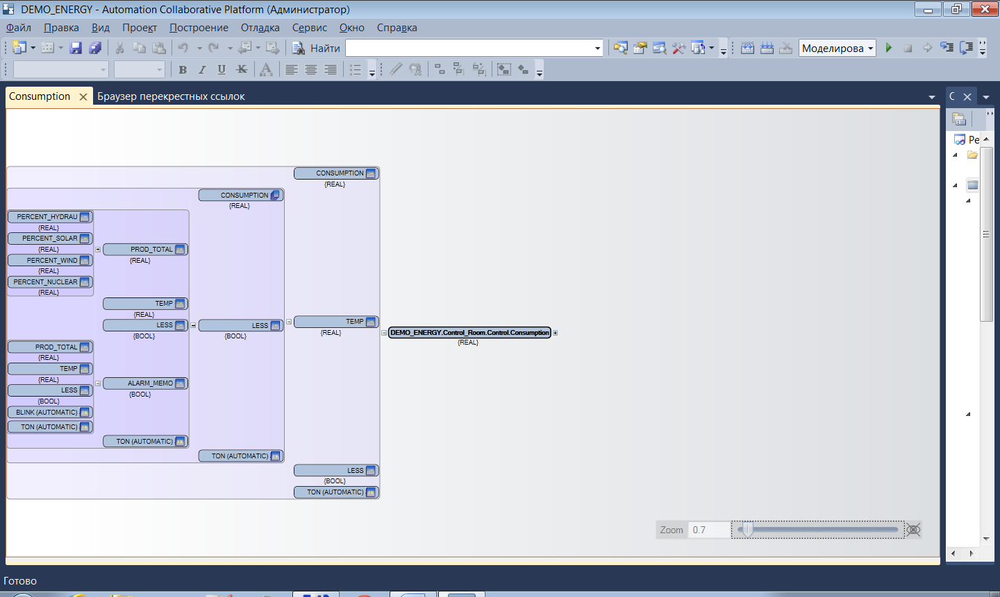 DEMO_ENERGY - Automation Collaborative Platform (Администратор)
Файл Правка Вид Проект Построение Отладка Сервис Окно Справка
Найти Моделирова
B I U K A
Consumption Браузер перекрестных ссылок С
Ре
CONSUMPTION
{REAL}
CONSUMPTION
{REAL}
PERCENT_HYDRAU
{REAL}
PERCENT_SOLAR
{REAL}
PROD_TOTAL
{REAL}
PERCENT_WIND
{REAL}
PERCENT_NUCLEAR
{REAL}
TEMP
{REAL}
LESS
{BOOL}
LESS
{BOOL}
TEMP
{REAL}
DEMO_ENERGY.Control_Room.Control.Consumption
{REAL}
PROD_TOTAL
{REAL}
TEMP
{REAL}
LESS
{BOOL}
ALARM_MEMO
{BOOL}
BLINK (AUTOMATIC)
TON (AUTOMATIC)
TON (AUTOMATIC)
TON (AUTOMATIC)
LESS
{BOOL}
TON (AUTOMATIC)
Zoom 0.7
Готово